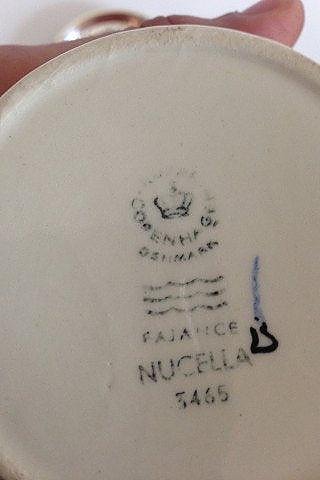 COPENHAGEN
DENMARK
FAJANCE
NUCELLA B
3465